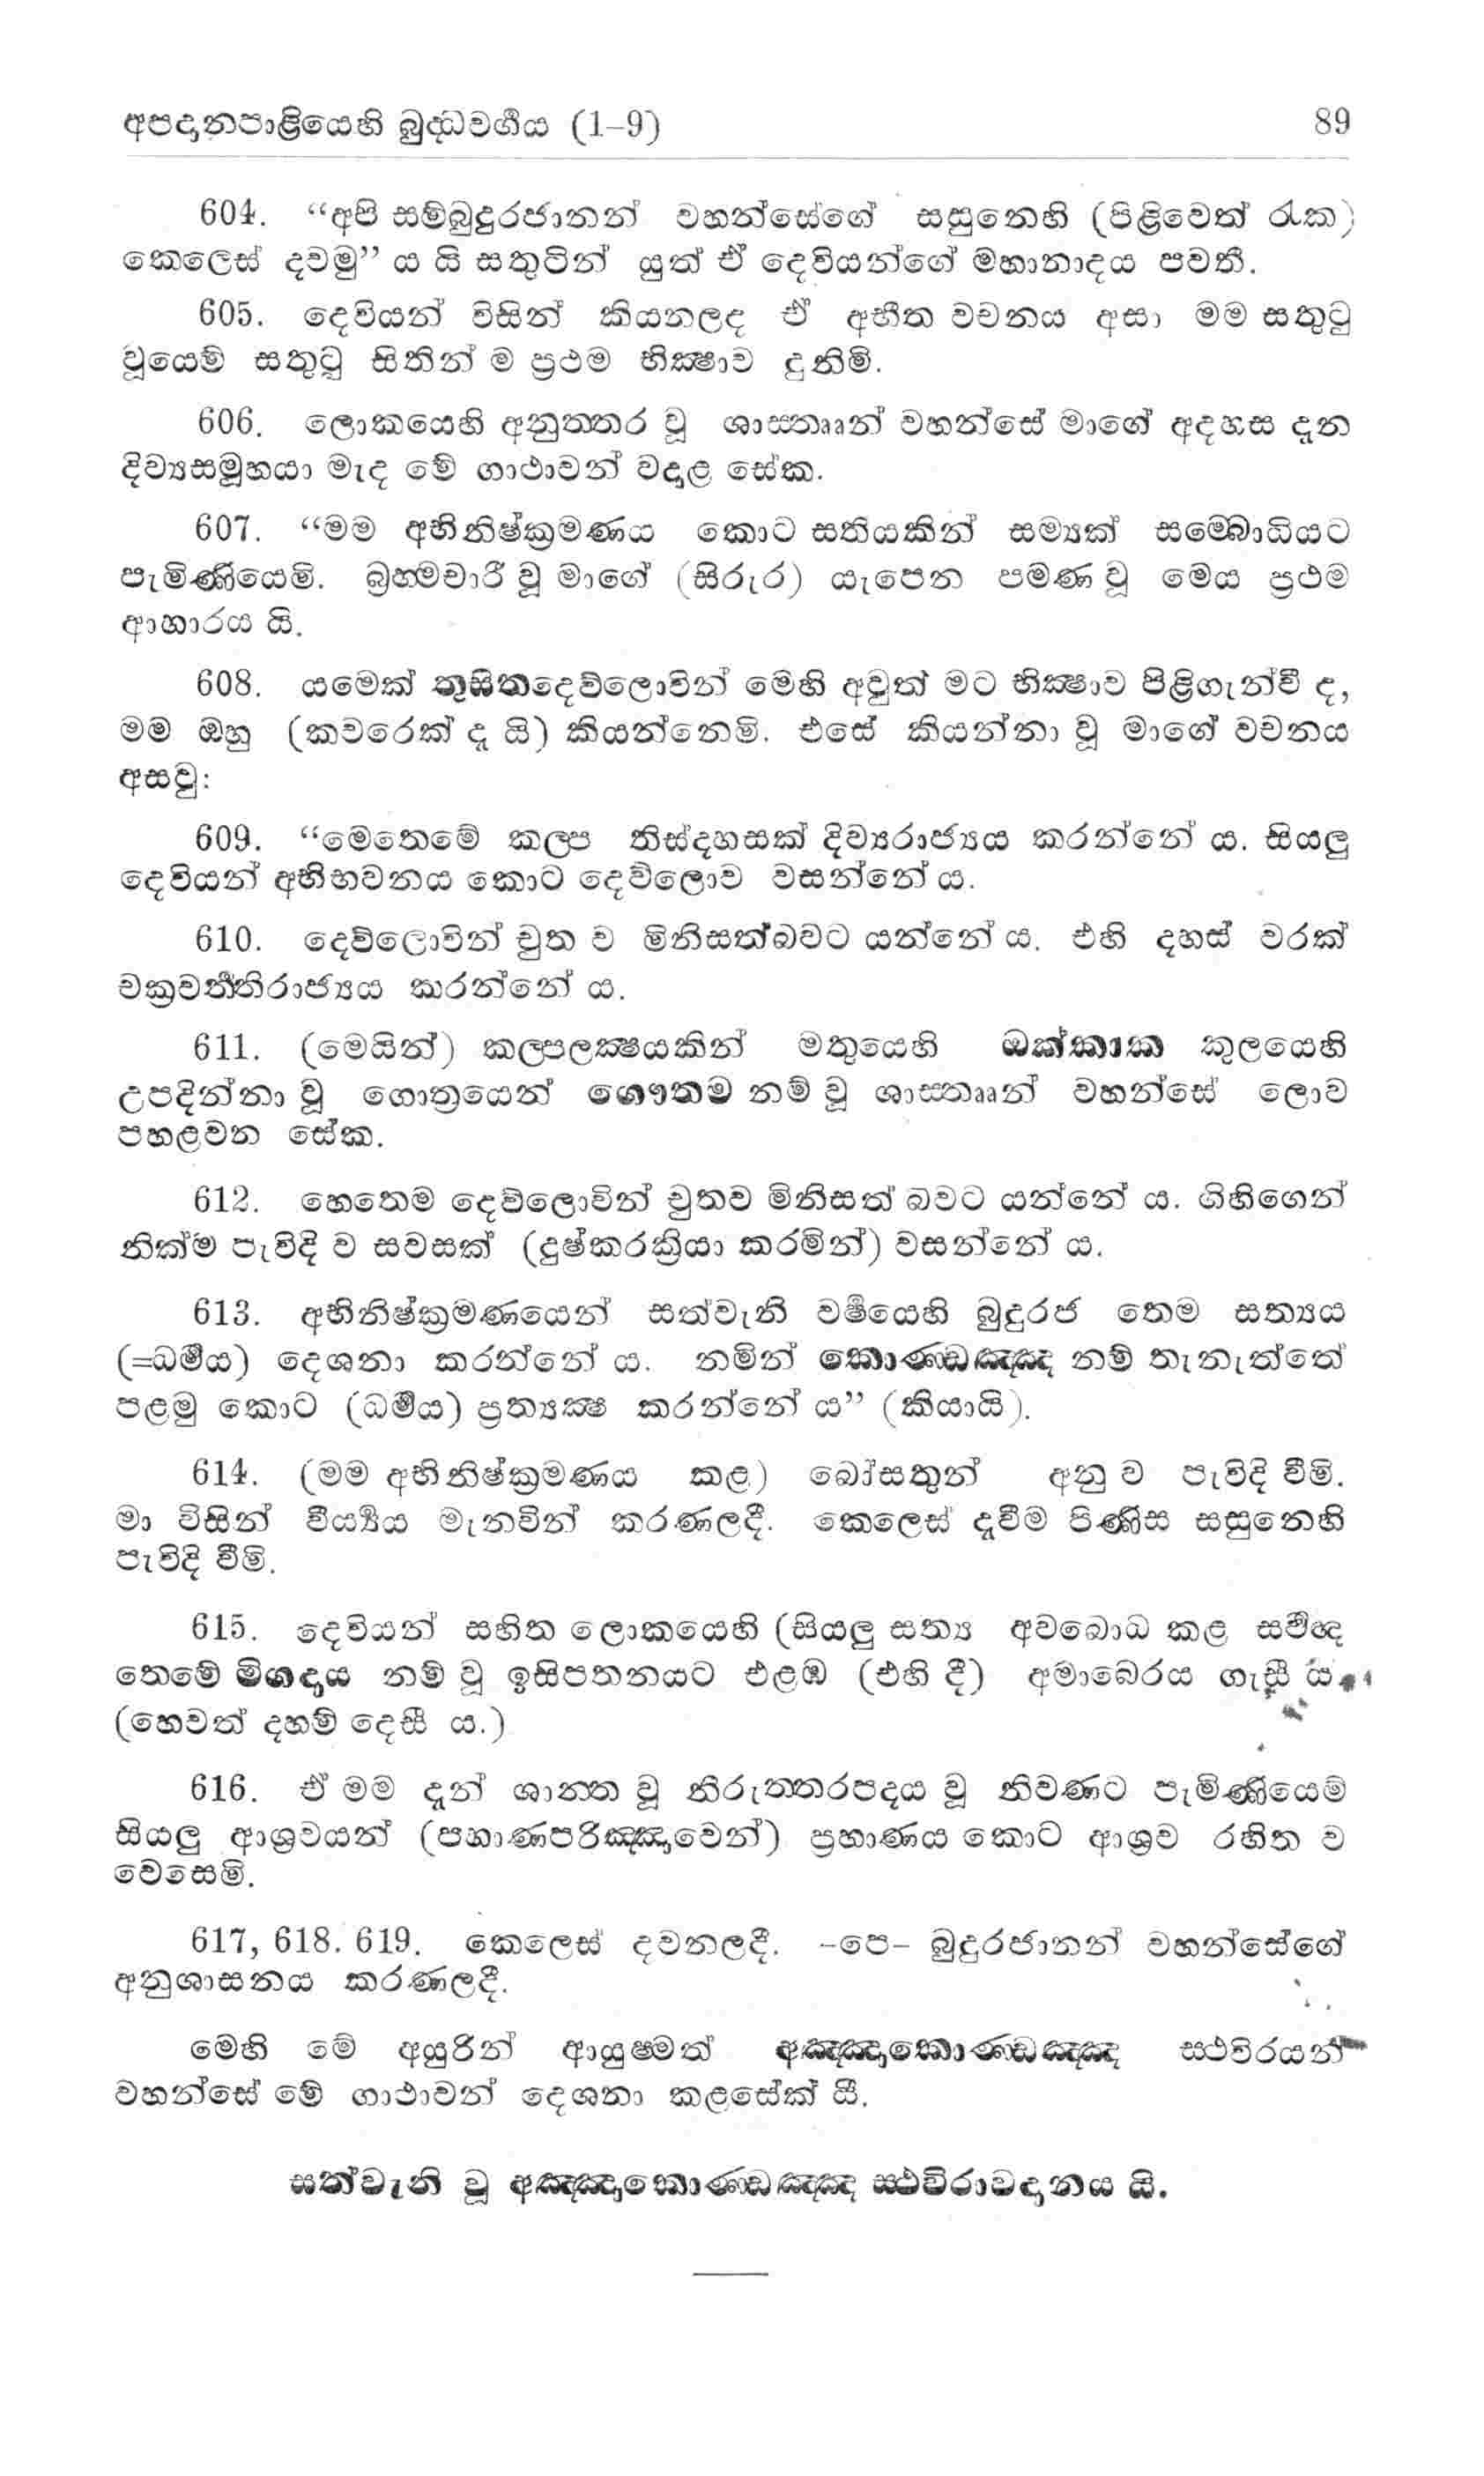 අපදානපාළියෙහි බුද්ධවර්ගය (1–9) 89
604. “අපි සම්බුදුරජානන් වහන්සේගේ සසුනෙහි (පිළිවෙත් රැක)
කෙලෙස් දවමු” ය යි සතුටින් යුත් ඒ දෙවියන්ගේ මහානාදය පවතී.
605. දෙවියන් විසින් කියනලද ඒ අභීත වචනය අසා මම සතුටු
වූයෙම් සතුටු සිතින් ම ප්‍රථම භික්ෂාව දුනිමි.
606. ලොකයෙහි අනුත්තර වූ ශාස්තෲන් වහන්සේ මාගේ අදහස දැන
දිව්‍යසමූහයා මැද මේ ගාථාවන් වදාළ සේක.
607. “මම අභිනිෂ්ක්‍රමණය කොට සතියකින් සම්‍යක් සම්බොධියට
පැමිණියෙමි. බ්‍රහ්මචාරී වූ මාගේ (සිරුර) යැපෙන පමණ වූ මෙය ප්‍රථම
ආහාරය යි.
608. යමෙක් තුසිතදෙව්ලොවින් මෙහි අවුත් මට භික්ෂාව පිළිගැන්වී ද,
මම ඔහු (කවරෙක් දැ යි) කියන්නෙමි. එසේ කියන්නා වූ මාගේ වචනය
අසවු:
609. “මෙතෙමේ කල්ප තිස්දහසක් දිව්‍යරාජ්‍යය කරන්නේ ය. සියලු
දෙවියන් අභිභවනය කොට දෙව්ලොව වසන්නේ ය.
610. දෙව්ලොවින් චුත ව මිනිසත්බවට යන්නේ ය. එහි දහස් වරක්
චක්‍රවර්තිරාජ්‍යය කරන්නේ ය.
611. (මෙයින්) කල්පලක්ෂයකින් මතුයෙහි ඔක්කාක කුලයෙහි
උපදින්නා වූ ගොත්‍රයෙන් ගෞතම නම් වූ ශාස්තෲන් වහන්සේ ලොව
පහළවන සේක.
612. හෙතෙම දෙව්ලොවින් චුතව මිනිසත් බවට යන්නේ ය. ගිහිගෙන්
නික්ම පැවිදි ව සවසක් (දුෂ්කරක්‍රියා කරමින්) වසන්නේ ය.
613. අභිනිෂ්ක්‍රමණයෙන් සත්වැනි වර්ෂයෙහි බුදුරජ තෙම සත්‍යය
(=ධර්මය) දෙශනා කරන්නේ ය. නමින් කොණ්ඩඤ්ඤ නම් තැනැත්තේ
පළමු කොට (ධර්මය) ප්‍රත්‍යක්ෂ කරන්නේ ය” (කියායි).
614. (මම අභිනිෂ්ක්‍රමණය කළ) බෝසතුන් අනු ව පැවිදි වීමි.
මා විසින් වීර්ය්‍යය මැනවින් කරණලදී. කෙලෙස් දැවීම පිණිස සසුනෙහි
පැවිදි වීමි.
615. දෙවියන් සහිත ලොකයෙහි (සියලු සත්‍ය අවබොධ කළ සර්වඥ
තෙමේ මිගදාය නම් වූ ඉසිපතනයට එළඹ (එහි දී) අමාබෙරය ගැසී ය.
(හෙවත් දහම් දෙසී ය.)
616. ඒ මම දැන් ශාන්ත වූ නිරුත්තරපදය වූ නිවණට පැමිණියෙම්
සියලු ආශ්‍රවයන් (පහාණපරිඤ්ඤාවෙන්) ප්‍රහාණය කොට ආශ්‍රව රහිත ව
වෙසෙමි.
617, 618. 619. කෙලෙස් දවනලදී. –පෙ– බුදුරජානන් වහන්සේගේ
අනුශාසනය කරණලදී.
මෙහි මේ අයුරින් ආයුෂ්මත් අඤ්ඤාකොණ්ඩඤ්ඤ ස්ථවිරයන්
වහන්සේ මේ ගාථාවන් දෙශනා කළසේක් යී.
සත්වැනි වූ අඤ්ඤාකොණ්ඩඤ්ඤ ස්ථවිරාවදානය යි.